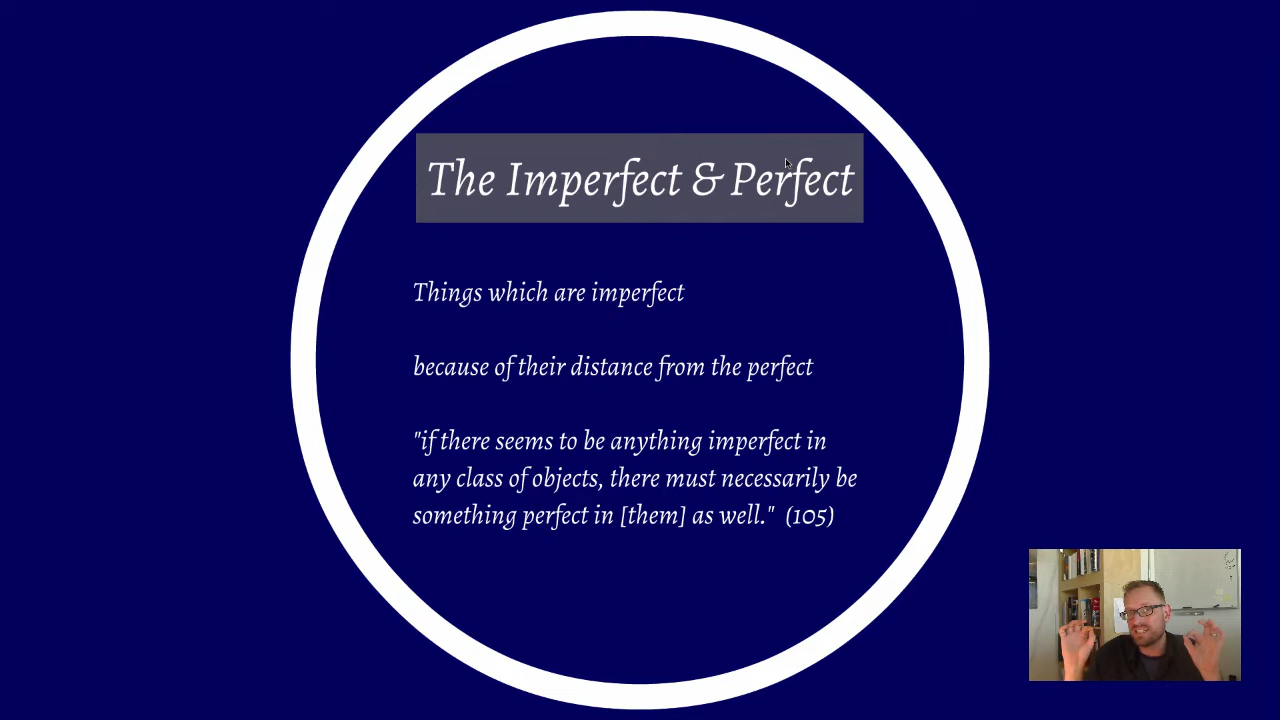 The Imperfect & Perfect
Things which are imperfect
because of their distance from the perfect
"if there seems to be anything imperfect in
any class of objects, there must necessarily be
something perfect in [them] as well."  (105)